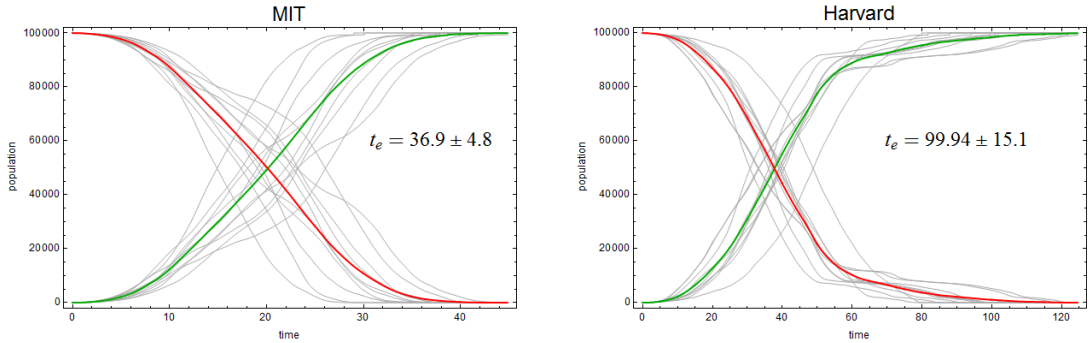 MIT
100000
80000
60000
40000
20000
0
population
t_e = 36.9 ± 4.8
0 10 20 30 40
time
Harvard
100000
80000
60000
40000
20000
0
population
t_e = 99.94 ± 15.1
0 20 40 60 80 100 120
time